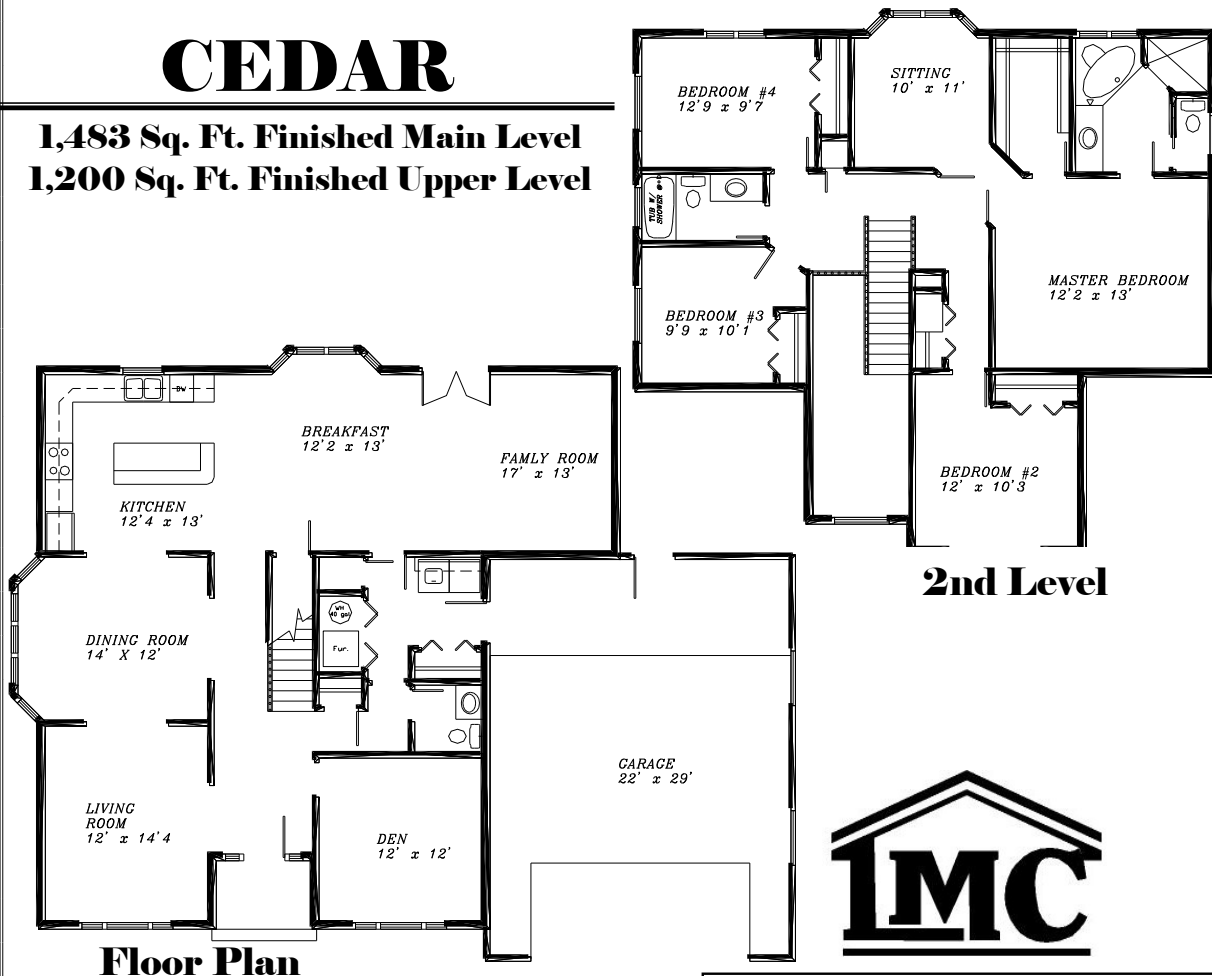 CEDAR
1,483 Sq. Ft. Finished Main Level
1,200 Sq. Ft. Finished Upper Level
BEDROOM #4
12'9 x 9'7
SITTING
10' x 11'
TUB W/
SHOWER
MASTER BEDROOM
12'2 x 13'
BEDROOM #3
9'9 x 10'1
BEDROOM #2
12' x 10'3
2nd Level
DW
BREAKFAST
12'2 x 13'
FAMLY ROOM
17' x 13'
KITCHEN
12'4 x 13'
WH
40 gal
Fur.
DINING ROOM
14' X 12'
GARAGE
22' x 29'
LIVING
ROOM
12' x 14'4
DEN
12' x 12'
Floor Plan
LMC